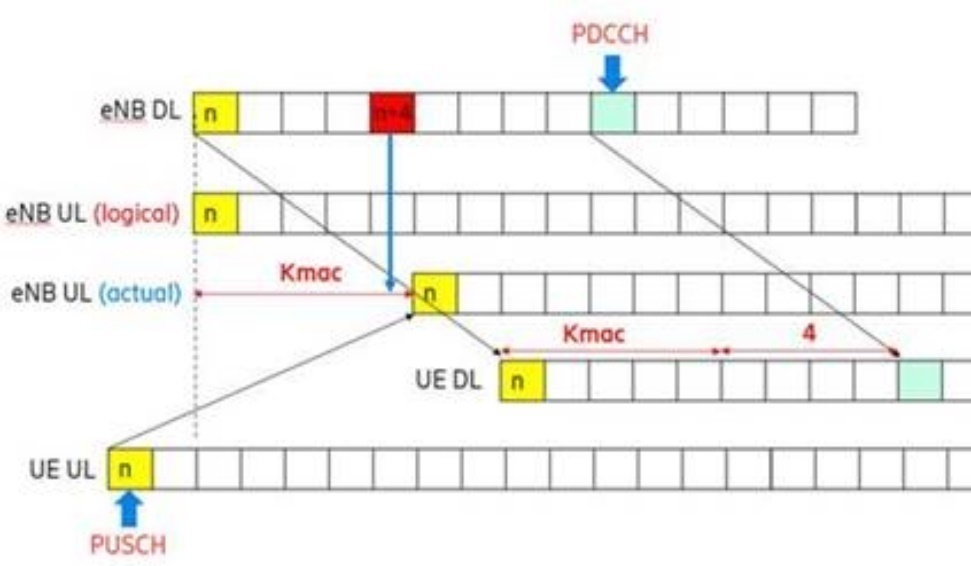 PDCCH
eNB DL
n
n+4
eNB UL (logical)
n
Kmac
eNB UL (actual)
n
Kmac
4
UE DL
n
UE UL
n
PUSCH